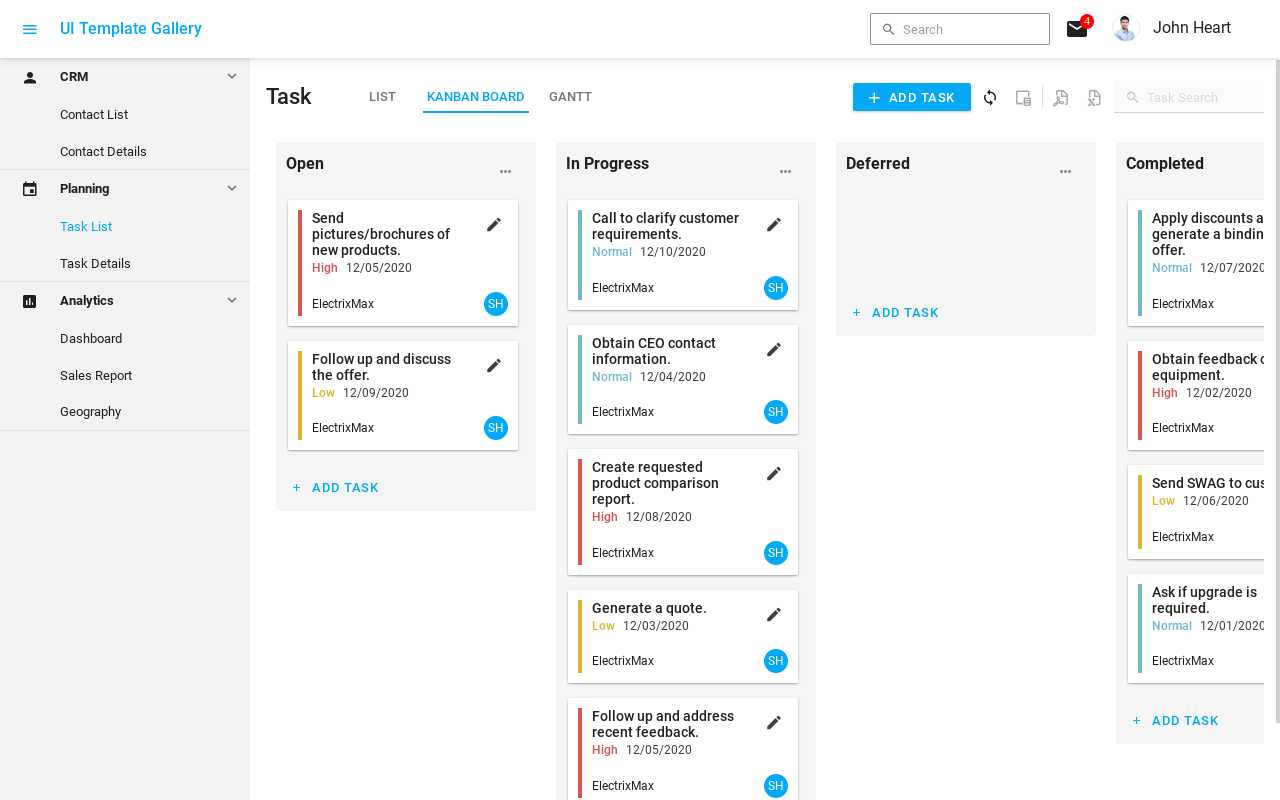 UI Template Gallery
Search
4
John Heart
CRM
Contact List
Contact Details
Planning
Task List
Task Details
Analytics
Dashboard
Sales Report
Geography
Task
LIST
KANBAN BOARD
GANTT
ADD TASK
Task Search
Open
Send
pictures/brochures of
new products.
High 12/05/2020
ElectrixMax
SH
Follow up and discuss
the offer.
Low 12/09/2020
ElectrixMax
SH
ADD TASK
In Progress
Call to clarify customer
requirements.
Normal 12/10/2020
ElectrixMax
SH
Obtain CEO contact
information.
Normal 12/04/2020
ElectrixMax
SH
Create requested
product comparison
report.
High 12/08/2020
ElectrixMax
SH
Generate a quote.
Low 12/03/2020
ElectrixMax
SH
Follow up and address
recent feedback.
High 12/05/2020
ElectrixMax
SH
Deferred
ADD TASK
Completed
Apply discounts
generate a
offer.
Normal 12/07/2020
ElectrixMax
Obtain feedback
equipment.
High 12/02/2020
ElectrixMax
Send SWAG to
Low 12/06/2020
ElectrixMax
Ask if upgrade is
required.
Normal 12/01/2020
ElectrixMax
ADD TASK